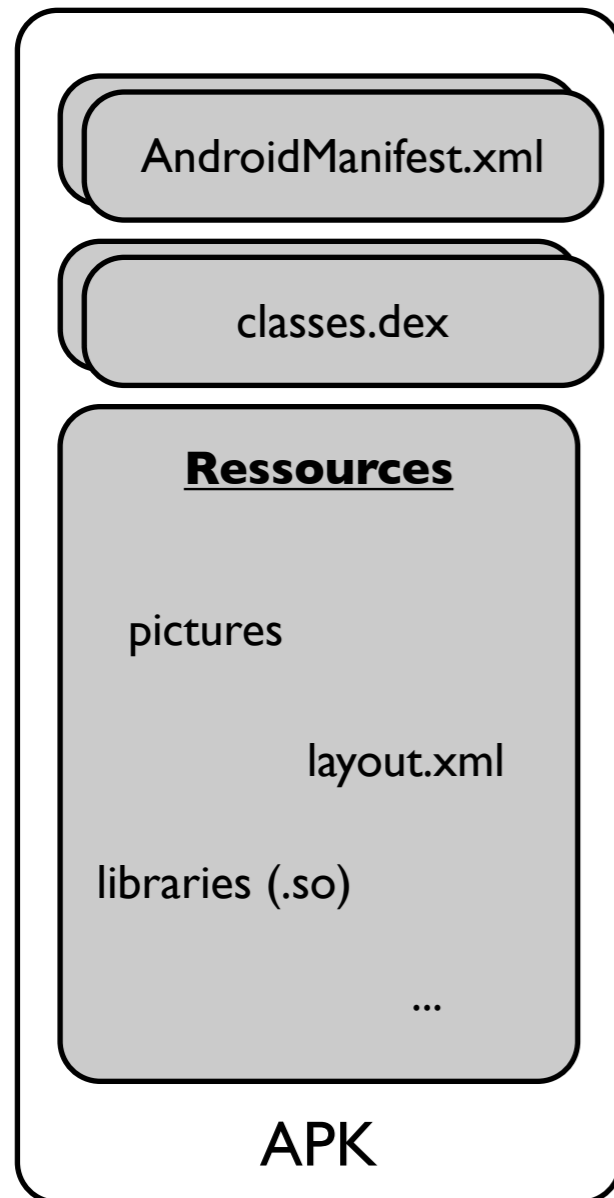 AndroidManifest.xml
classes.dex
Ressources
pictures
layout.xml
libraries (.so)
...
APK